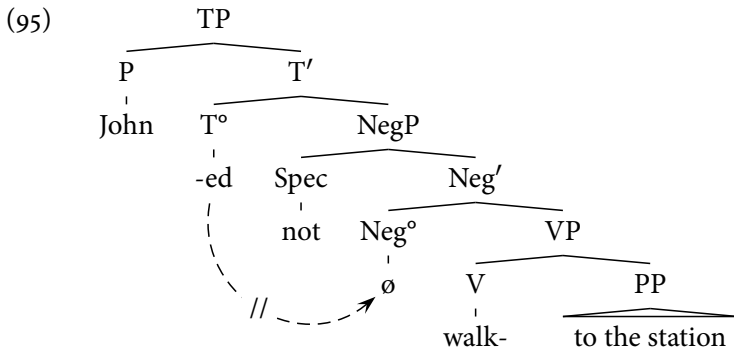 (95) TP
P T′
John T° NegP
-ed Spec Neg′
not Neg° VP
ø V PP
//
walk- to the station